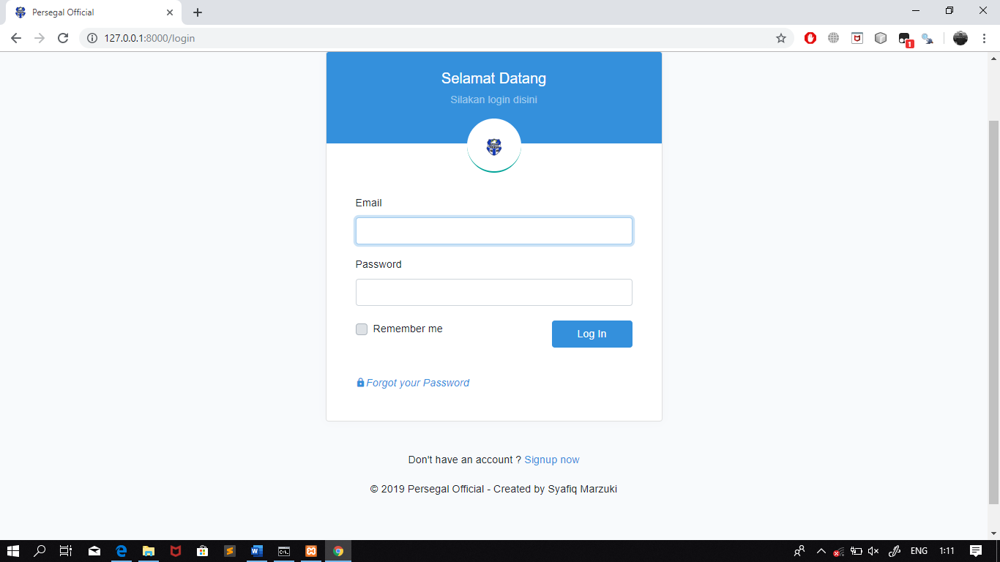 Persegal Official
127.0.0.1:8000/login
1
Selamat Datang
Silakan login disini
Email
Password
Remember me
Log In
Forgot your Password
Don't have an account ? Signup now
© 2019 Persegal Official - Created by Syafiq Marzuki
ENG
1:11